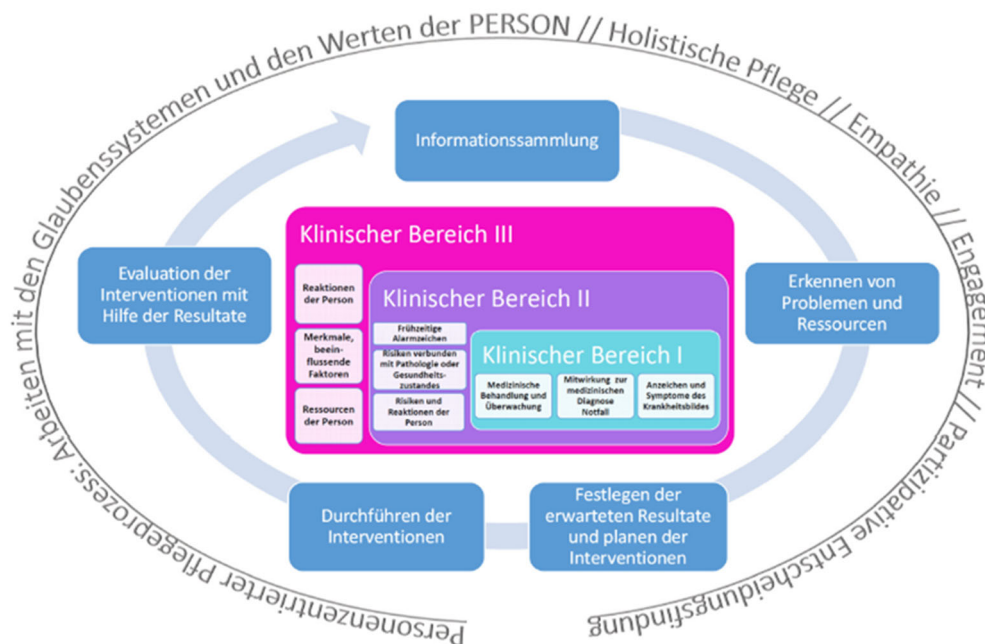 Personenzentrierter Pflegeprozess: Arbeiten mit den Glaubenssystemen und den Werten der PERSON // Holistische Pflege // Empathie // Engagement // Partizipative Entscheidungsfindung
Informationssammlung
Erkennen von
Problemen und
Ressourcen
Festlegen der
erwarteten Resultate
und planen der
Interventionen
Durchführen der
Interventionen
Evaluation der
Interventionen mit
Hilfe der Resultate
Klinischer Bereich III
Reaktionen
der Person
Merkmale,
beein-
flussende
Faktoren
Ressourcen
der Person
Klinischer Bereich II
Frühzeitige
Alarmzeichen
Risiken verbunden
mit Pathologie oder
Gesundheits-
zustandes
Risiken und
Reaktionen der
Person
Klinischer Bereich I
Medizinische
Behandlung und
Überwachung
Mitwirkung zur
medizinischen
Diagnose
Notfall
Anzeichen und
Symptome des
Krankheitsbildes